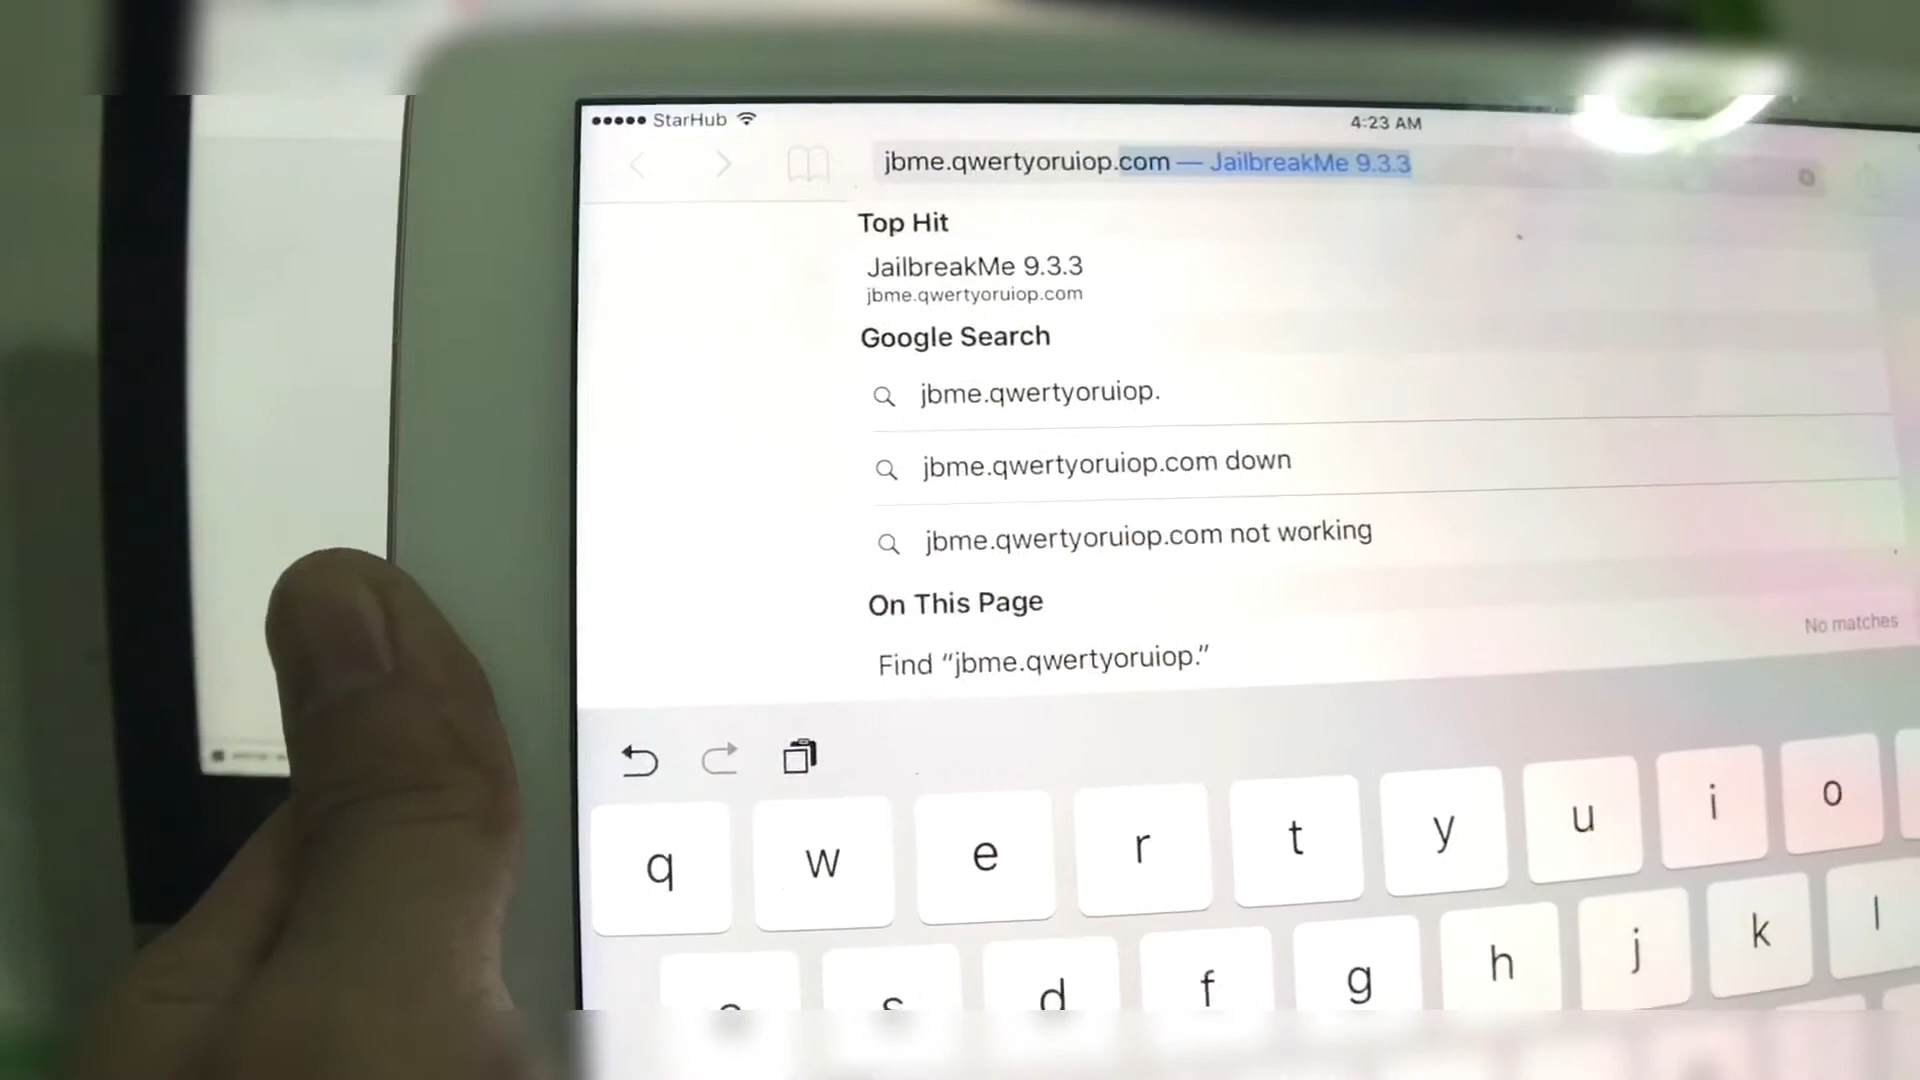 StarHub
4:23 AM
jbme.qwertyoruiop.com — JailbreakMe 9.3.3
Top Hit
JailbreakMe 9.3.3
jbme.qwertyoruiop.com
Google Search
jbme.qwertyoruiop.
jbme.qwertyoruiop.com down
jbme.qwertyoruiop.com not working
On This Page
No matches
Find “jbme.qwertyoruiop.”
q w e r t y u i o
d f g h j k l